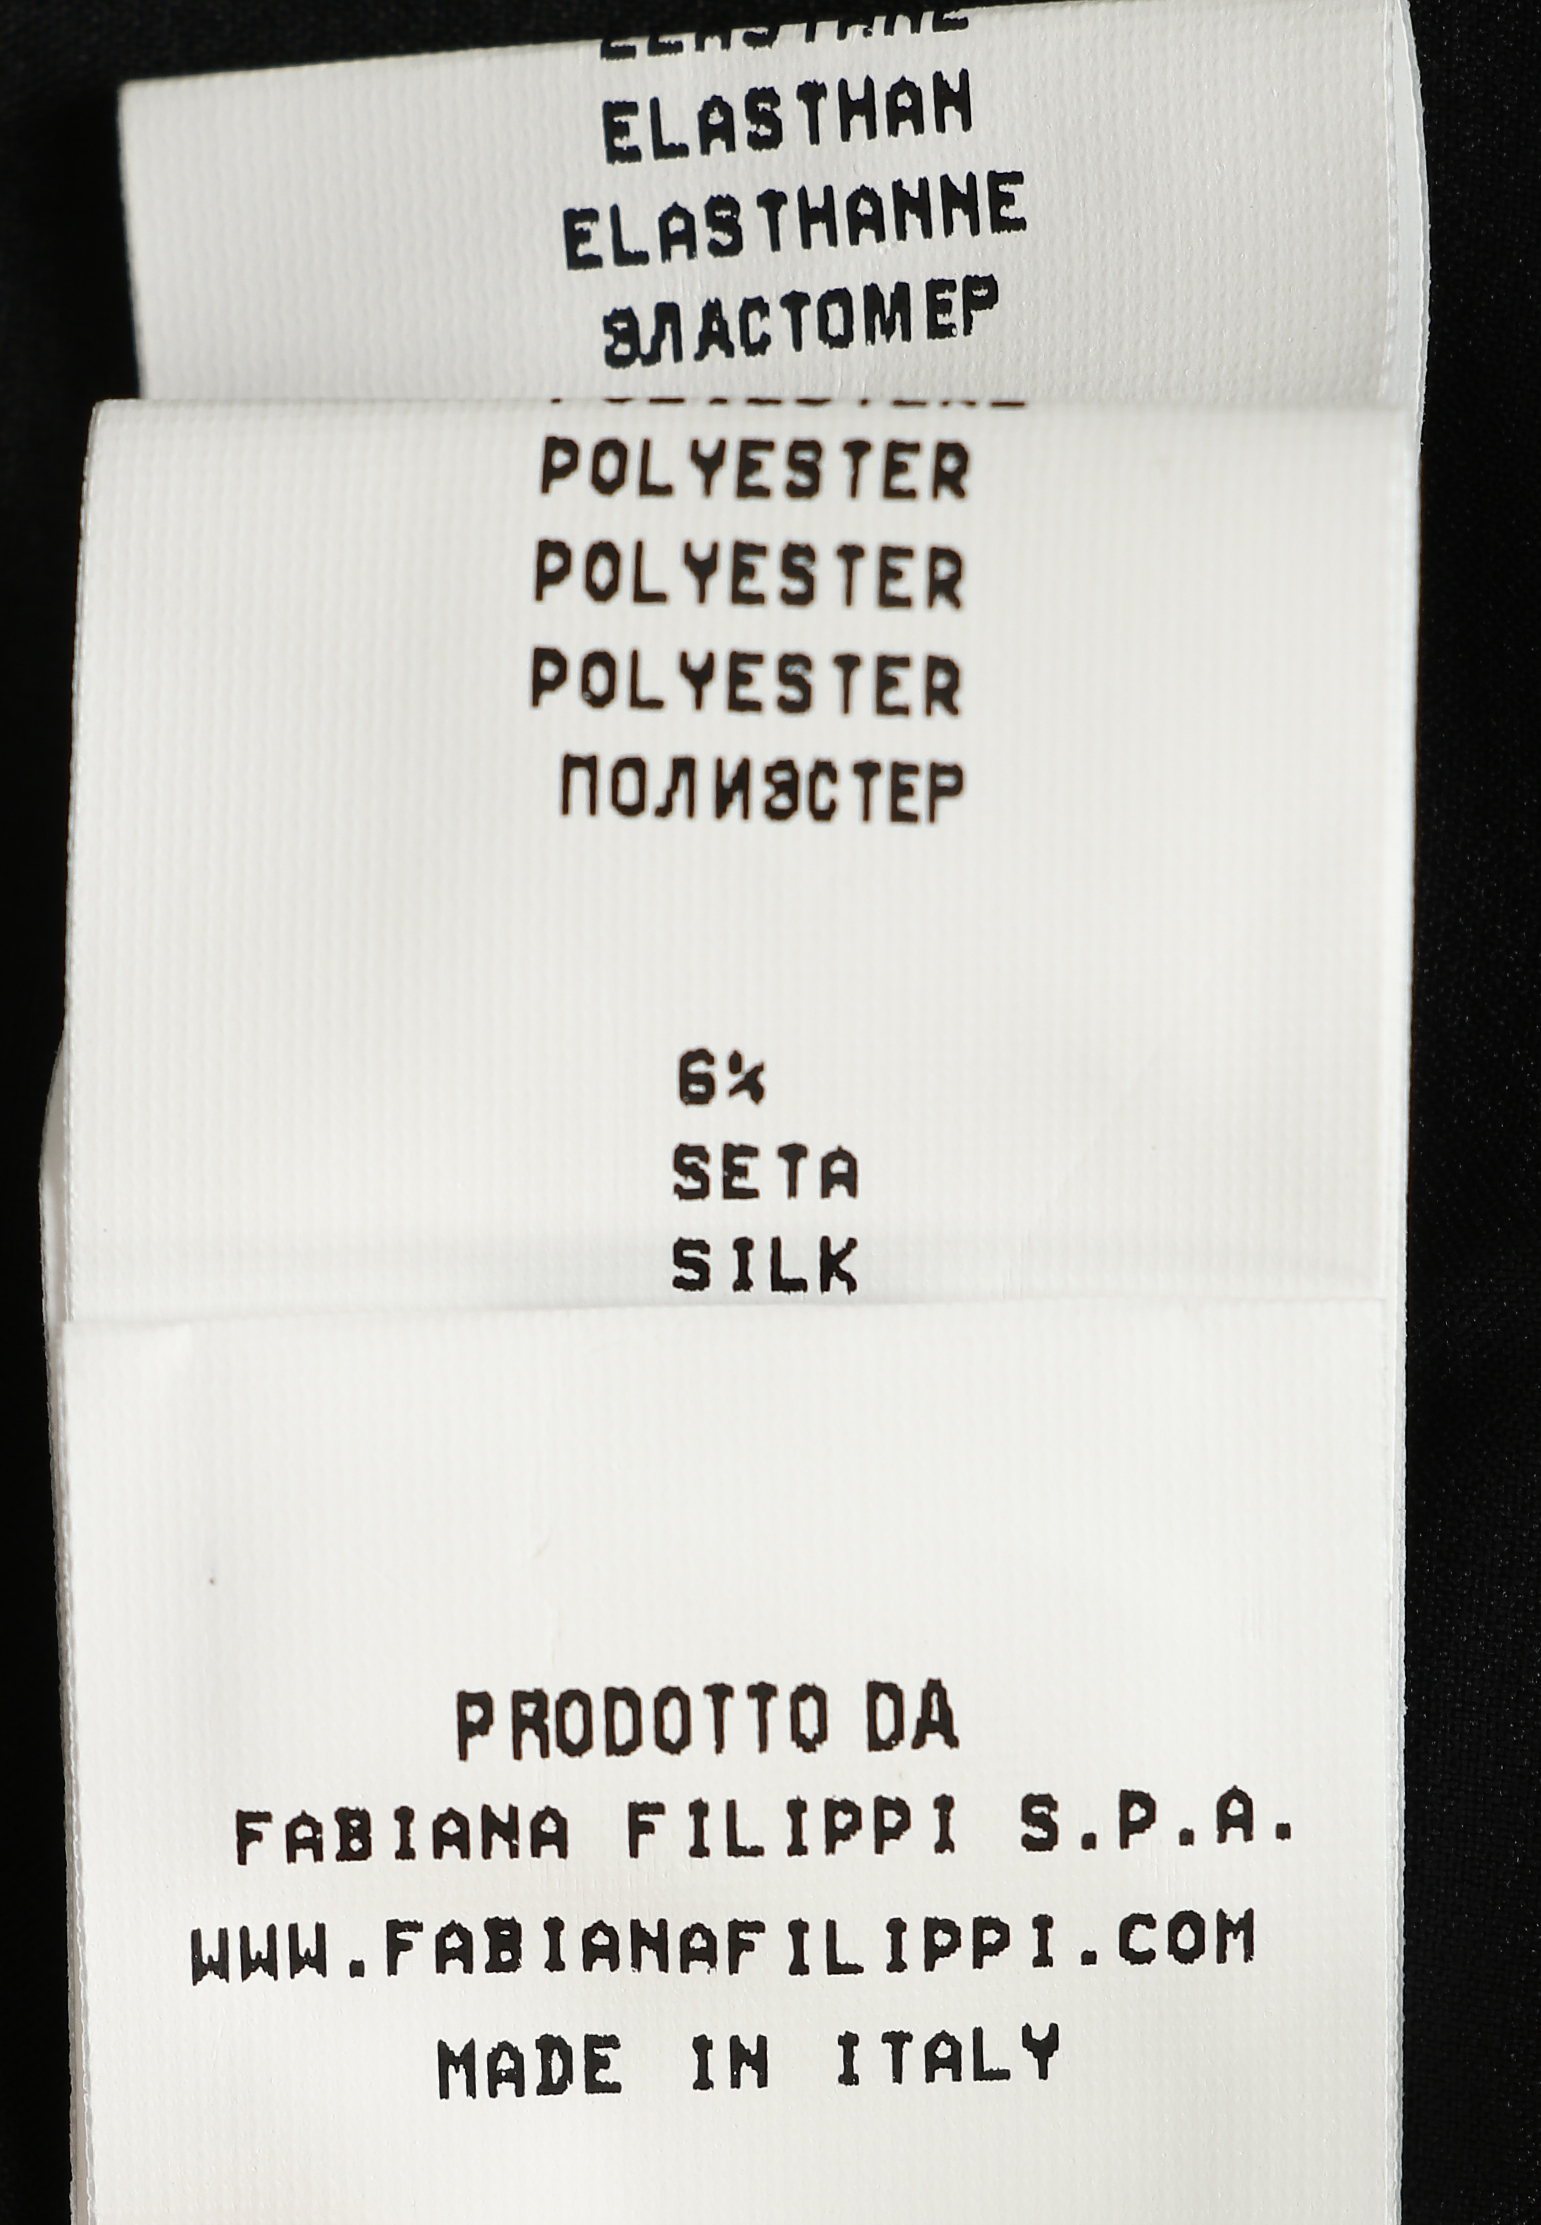 ELASTHAN
ELASTHANNE
ЭЛАСТОМЕР
POLYESTER
POLYESTER
POLYESTER
ПОЛИЭСТЕР
6%
SETA
SILK
PRODOTTO DA
FABIANA FILIPPI S.P.A.
WWW.FABIANAFILIPPI.COM
MADE IN ITALY